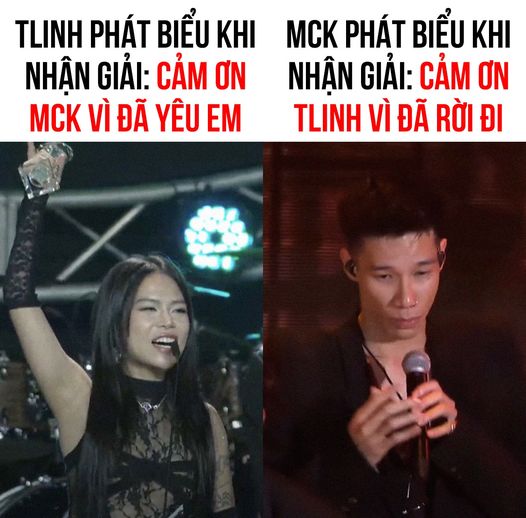 TLINH PHÁT BIỂU KHI
NHẬN GIẢI: CẢM ƠN
MCK VÌ ĐÃ YÊU EM
MCK PHÁT BIỂU KHI
NHẬN GIẢI: CẢM ƠN
TLINH VÌ ĐÃ RỜI ĐI